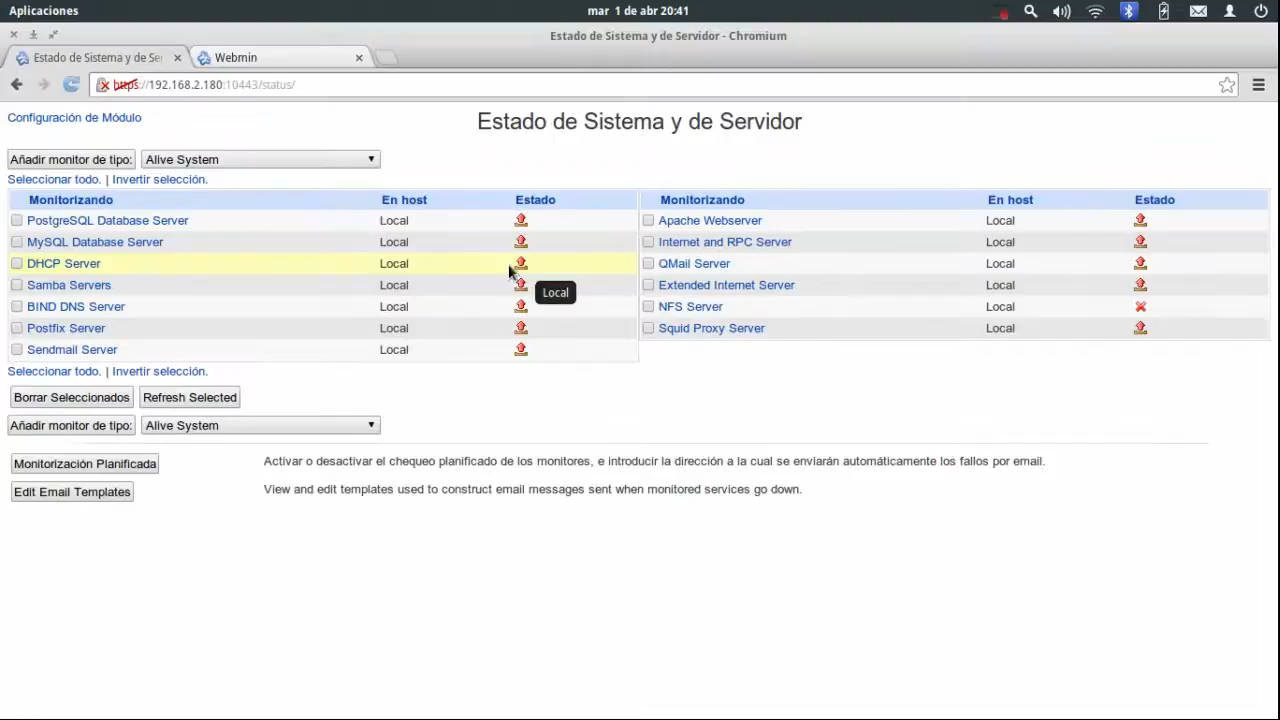 Aplicaciones
mar 1 de abr 20:41
Estado de Sistema y de Servidor - Chromium
Estado de Sistema y de Se
Webmin
https://192.168.2.180:10443/status/
Configuración de Módulo
Estado de Sistema y de Servidor
Añadir monitor de tipo: Alive System
Seleccionar todo. | Invertir selección.
Monitorizando En host Estado Monitorizando En host Estado
PostgreSQL Database Server Local Apache Webserver Local
MySQL Database Server Local Internet and RPC Server Local
DHCP Server Local QMail Server Local
Samba Servers Local Extended Internet Server Local
Local
BIND DNS Server Local NFS Server Local
Postfix Server Local Squid Proxy Server Local
Sendmail Server Local
Seleccionar todo. | Invertir selección.
Borrar Seleccionados Refresh Selected
Añadir monitor de tipo: Alive System
Monitorización Planificada Activar o desactivar el chequeo planificado de los monitores, e introducir la dirección a la cual se enviarán automáticamente los fallos por email.
Edit Email Templates View and edit templates used to construct email messages sent when monitored services go down.